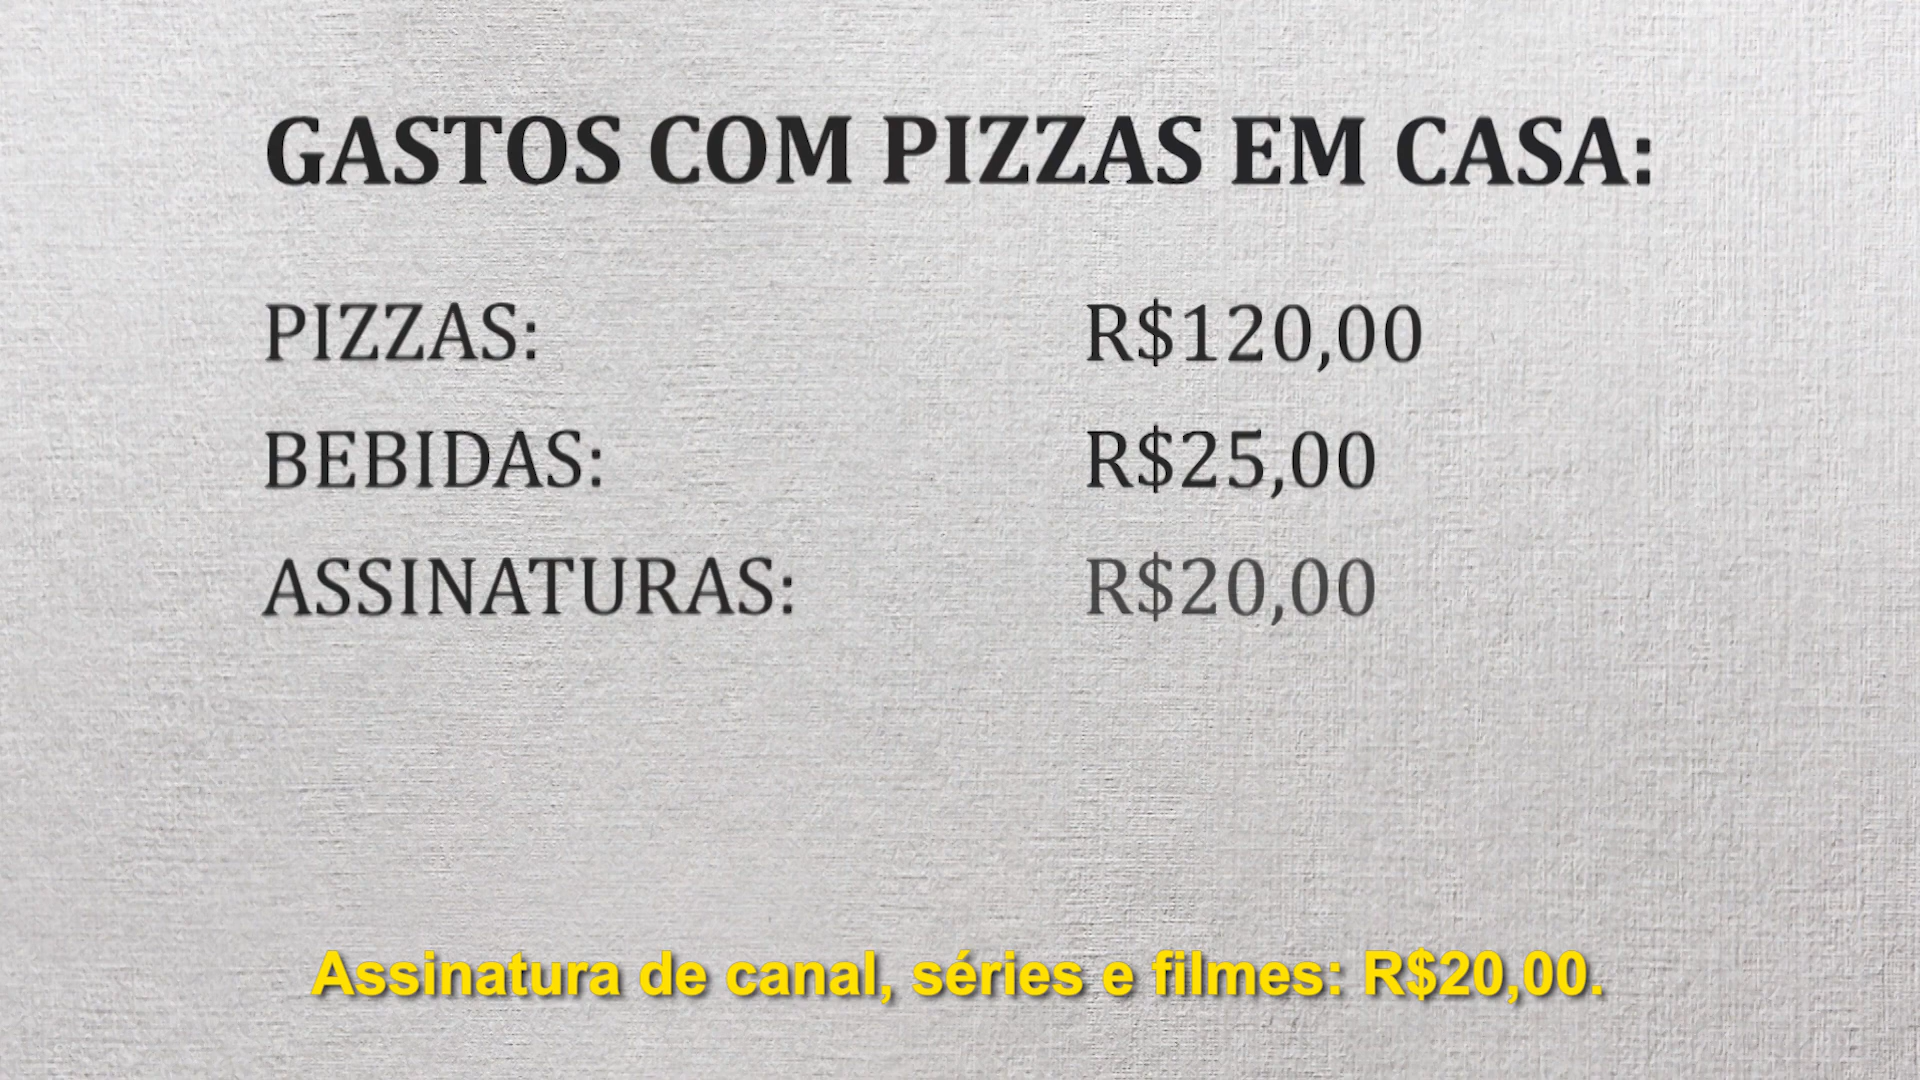 GASTOS COM PIZZAS EM CASA:
PIZZAS: R$120,00
BEBIDAS: R$25,00
ASSINATURAS: R$20,00
Assinatura de canal, séries e filmes: R$20,00.